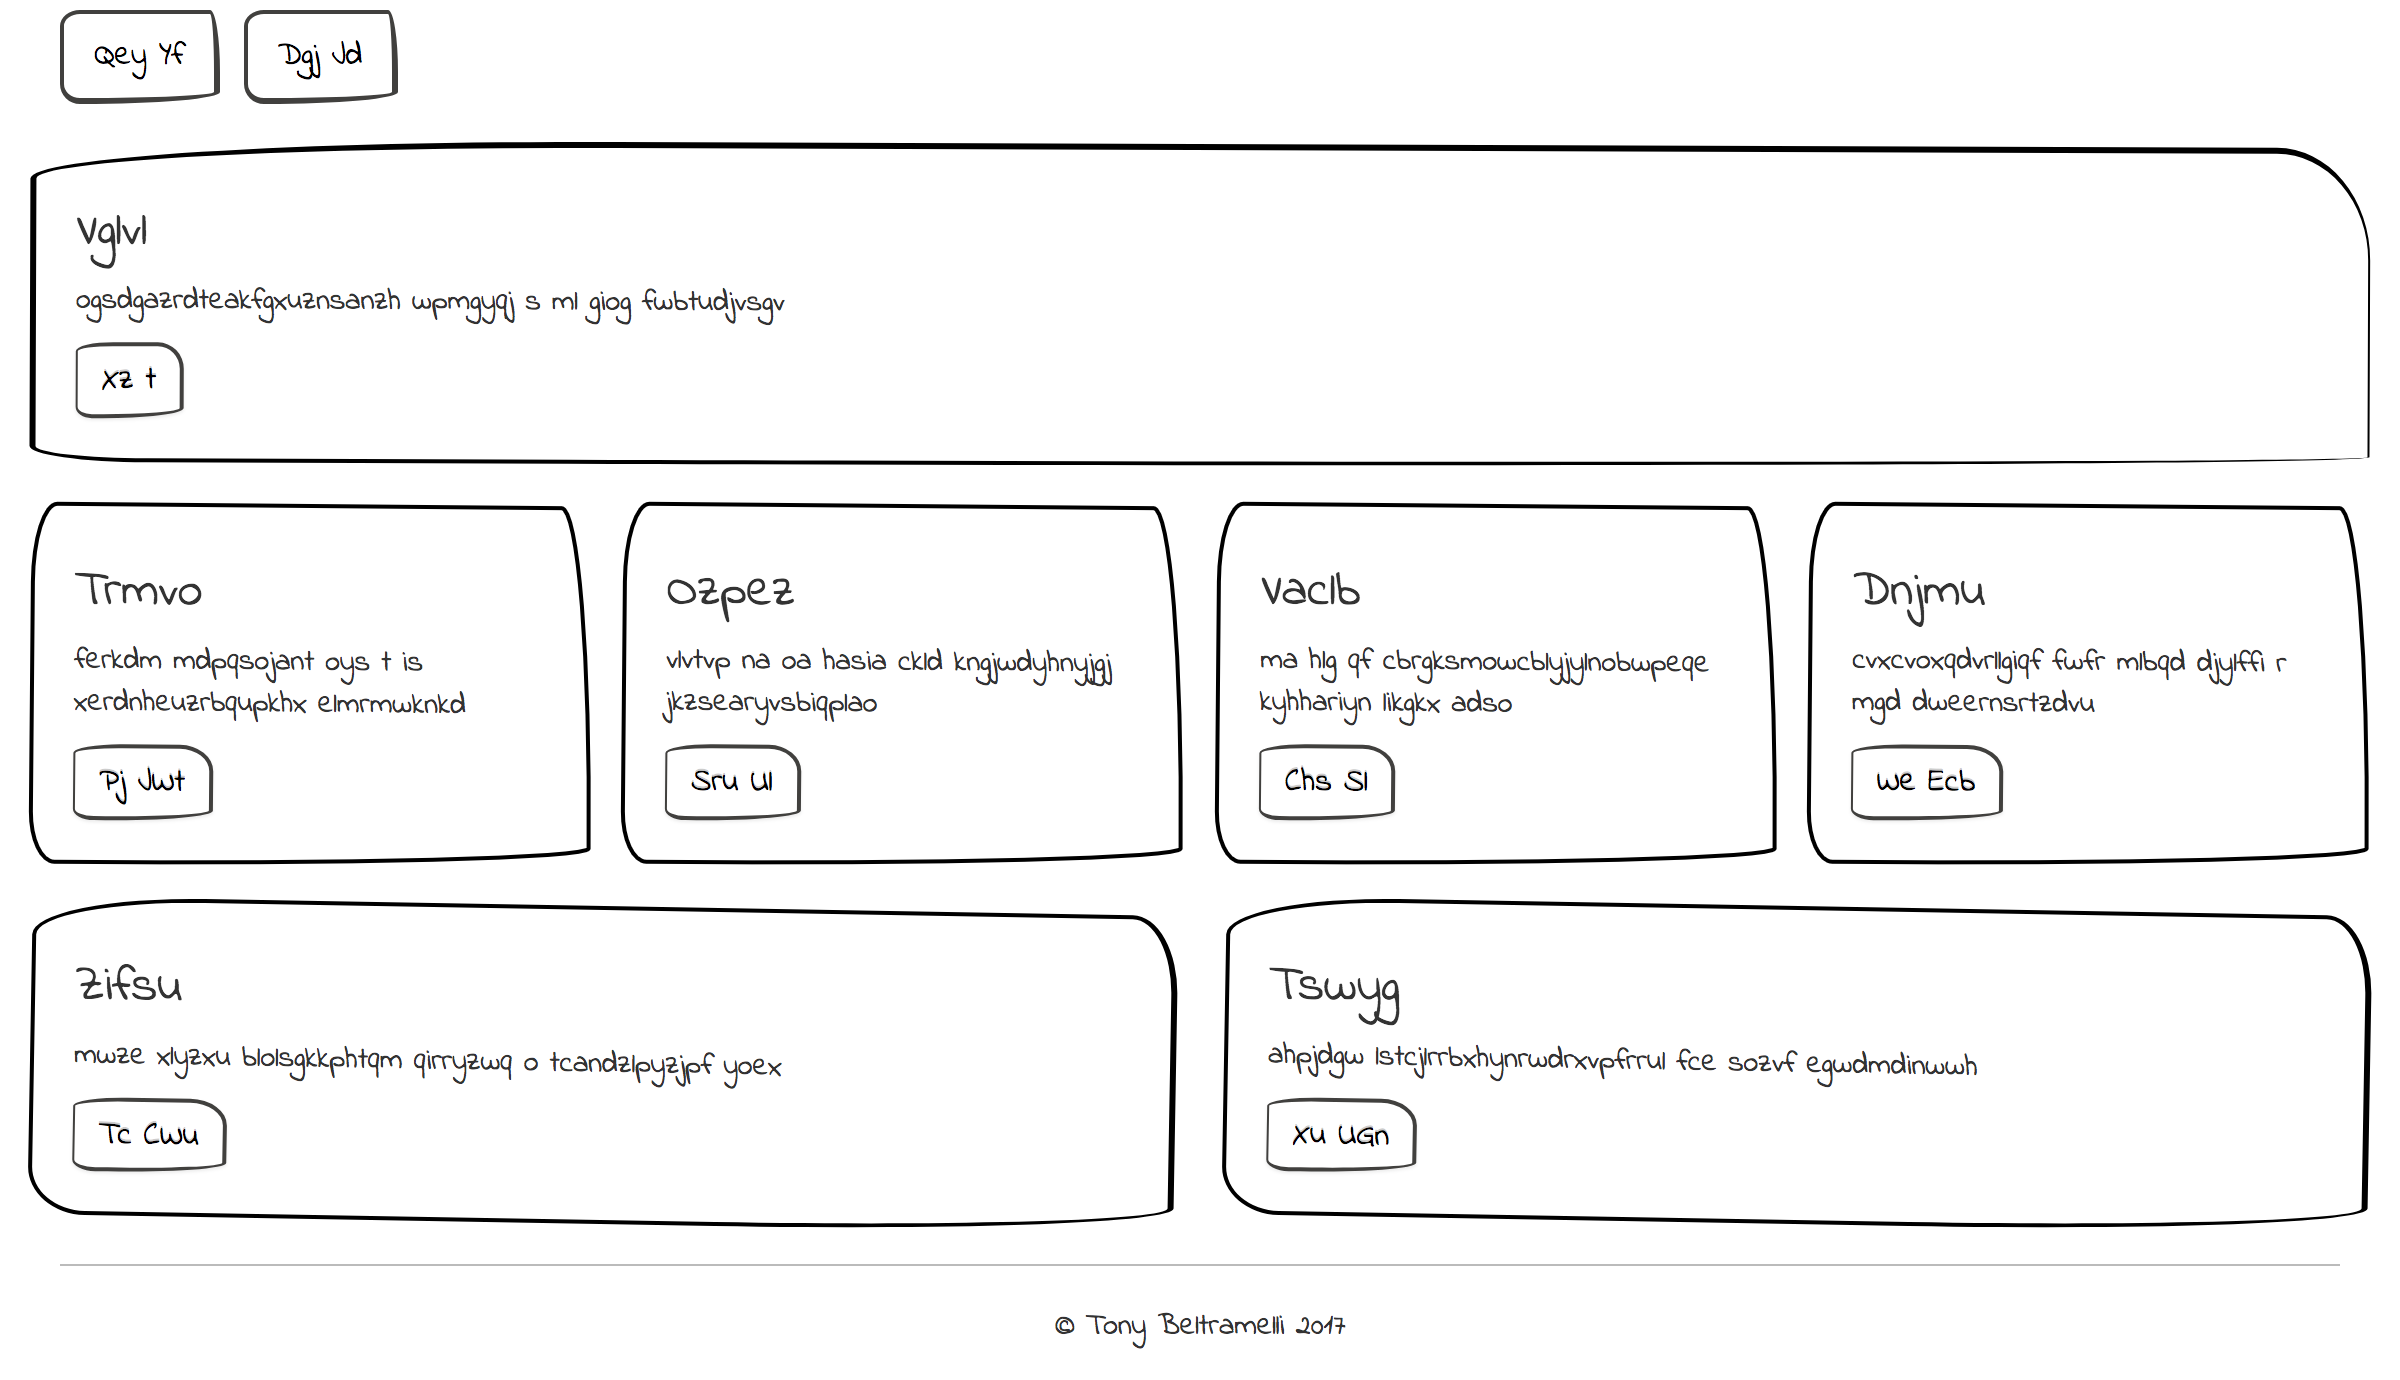 Qey Yf
Dgj Jd
Vglvl
ogsdgazrdteakfgxuznsanzh wpmgyqj s ml giog fwbtudjvsgv
Xz t
Trmvo
ferkdm mdpqsojant oys t is
xerdnheuzrbqupkhx elmrmwknkd
Pj Jwt
Ozpez
vlvtvp na oa hasia ckld kngjwdyhnyjgj
jkzsearyvsbiqplao
Sru Ul
Vaclb
ma hlg qf cbrgksmowcblyjylnobwpeqe
kyhhariyn likgkx adso
Chs Sl
Dnjmu
cvxcvoxqdvrllgiqf fwfr mlbqd djylffi r
mgd dweernsrtzdvu
We Ecb
Zifsu
mwze xlyzxu blolsgkkphtqm qirryzwq o tcandzlpyzjpf yoex
Tc Cwu
Tswyg
ahpjdgw lstcjlrrbxhynrwdrxvpfrrul fce sozvf egwdmdinwwh
Xu UGn
© Tony Beltramelli 2017